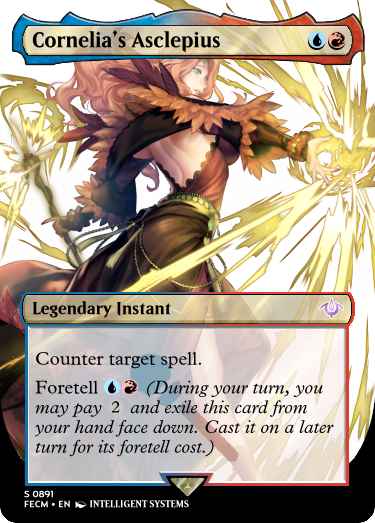 Cornelia's Asclepius
Legendary Instant
Counter target spell.
Foretell (During your turn, you
may pay 2 and exile this card from
your hand face down. Cast it on a later
turn for its foretell cost.)
S 0891
FECM • EN INTELLIGENT SYSTEMS